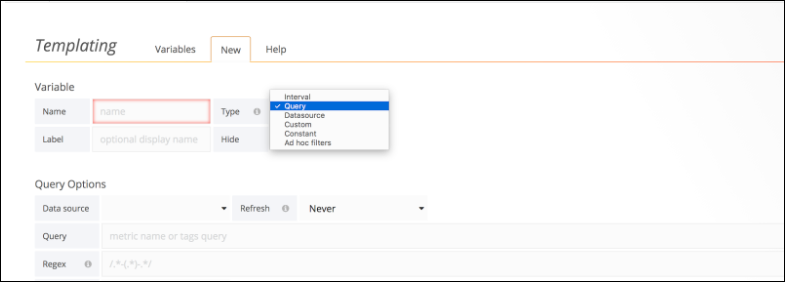 Templating Variables New Help
Variable
Interval
Name name Type Query
Datasource
Custom
Label optional display name Hide Constant
Ad hoc filters
Query Options
Data source Refresh Never
Query metric name or tags query
Regex /.*-(.*)-.*/